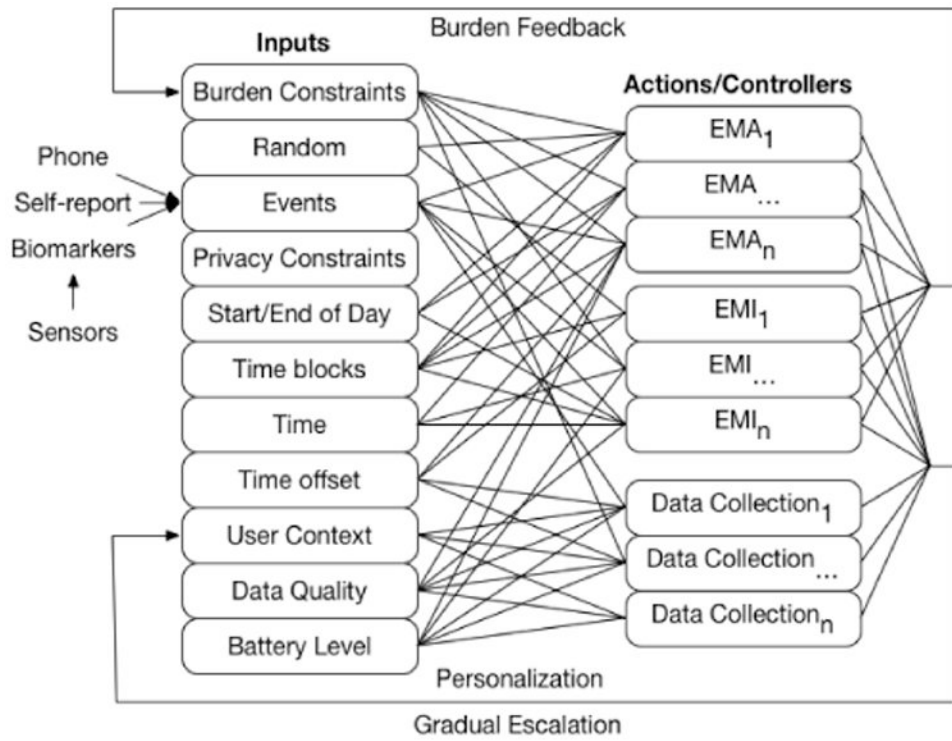 Burden Feedback
Inputs
Burden Constraints
Random
Events
Privacy Constraints
Start/End of Day
Time blocks
Time
Time offset
User Context
Data Quality
Battery Level
Phone
Self-report
Biomarkers
Sensors
Actions/Controllers
EMA1
EMA...
EMAn
EMI1
EMI...
EMIn
Data Collection1
Data Collection...
Data Collectionn
Personalization
Gradual Escalation